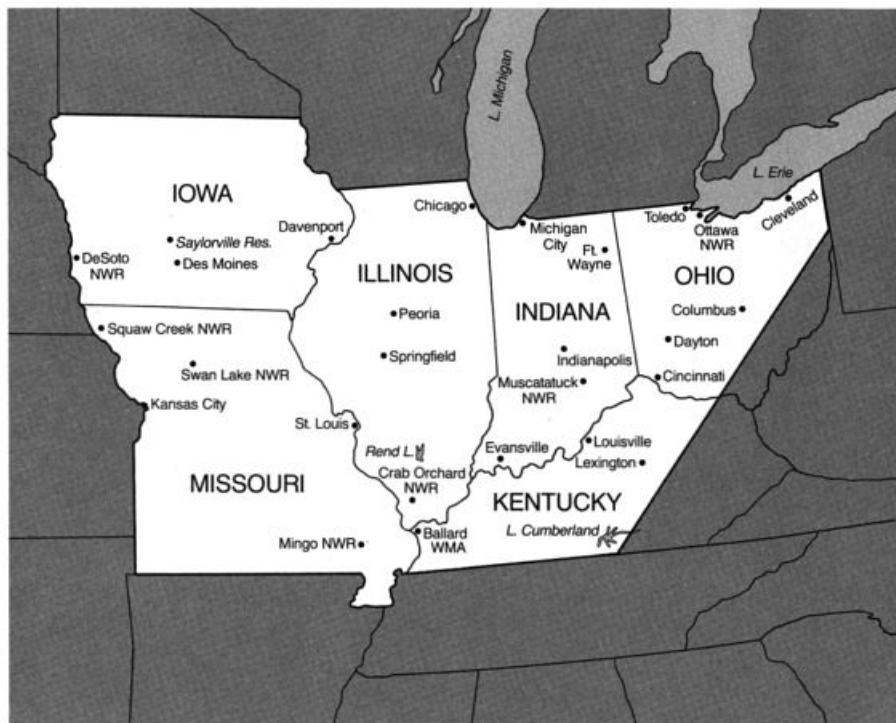 L. Michigan
L. Erie
IOWA
Saylorville Res.
Des Moines
DeSoto
NWR
Davenport
Chicago
ILLINOIS
Peoria
Springfield
Michigan
City
Ft.
Wayne
INDIANA
Indianapolis
Muscatatuck
NWR
Toledo
Ottawa
NWR
Cleveland
OHIO
Columbus
Dayton
Cincinnati
Squaw Creek NWR
Swan Lake NWR
Kansas City
St. Louis
MISSOURI
Mingo NWR
Rend L.
Crab Orchard
NWR
Ballard
WMA
Evansville
Louisville
Lexington
KENTUCKY
L. Cumberland